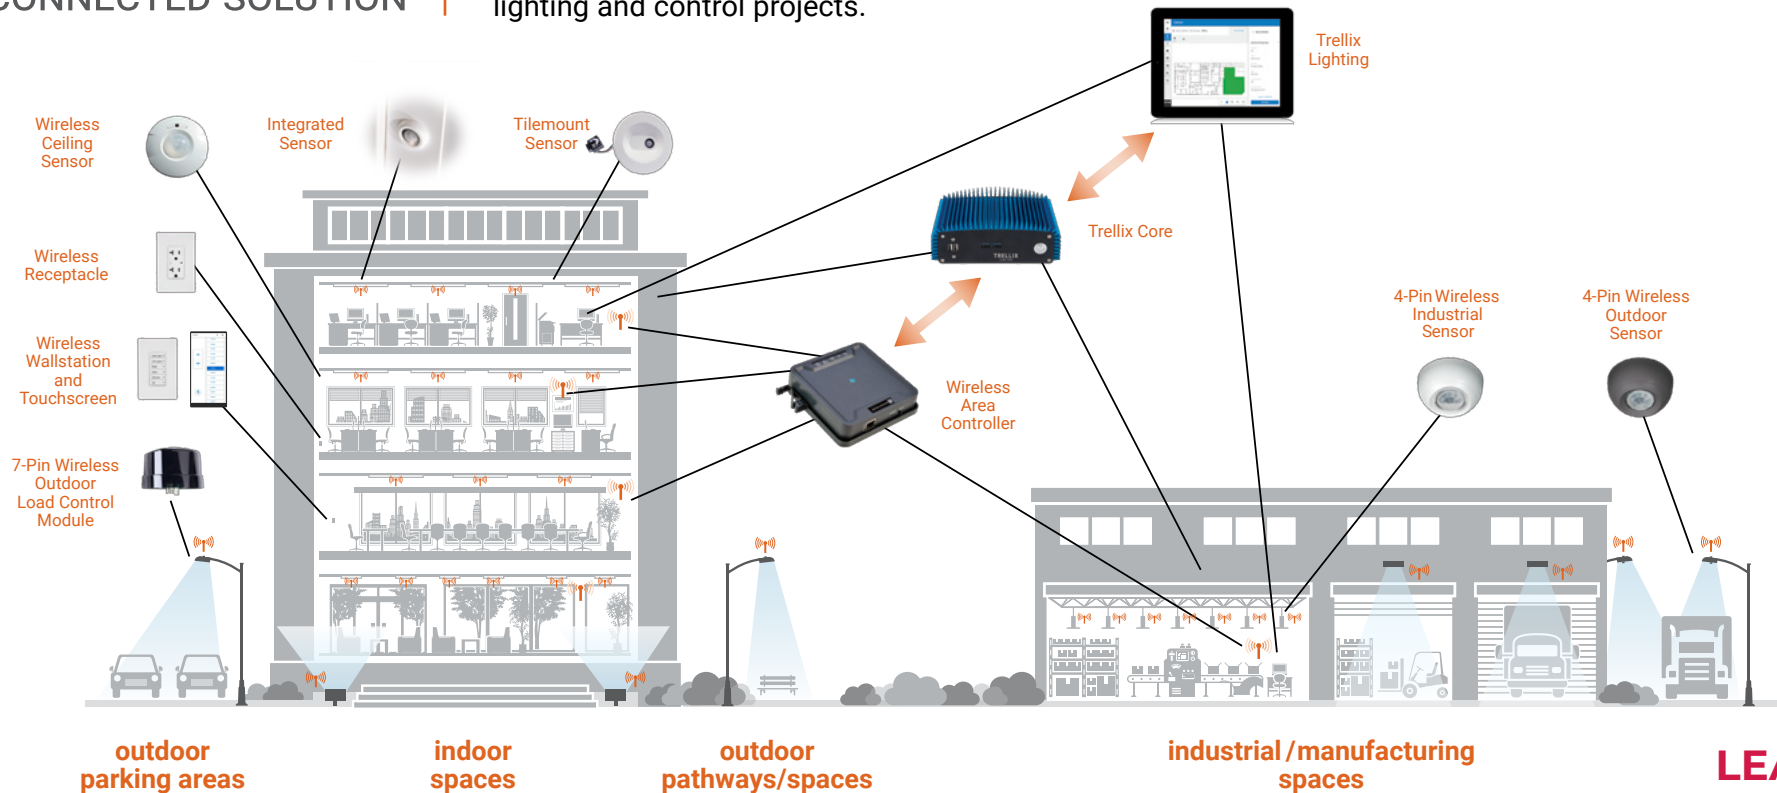 CONNECTED SOLUTION
lighting and control projects.
Trellix
Lighting
Wireless
Ceiling
Sensor
Integrated
Sensor
Tilemount
Sensor
Wireless
Receptacle
Trellix Core
TRELLIX
4-Pin Wireless
Industrial
Sensor
4-Pin Wireless
Outdoor
Sensor
Wireless
Wallstation
and
Touchscreen
Wireless
Area
Controller
7-Pin Wireless
Outdoor
Load Control
Module
outdoor
parking areas
indoor
spaces
outdoor
pathways/spaces
industrial/manufacturing
spaces
LEA